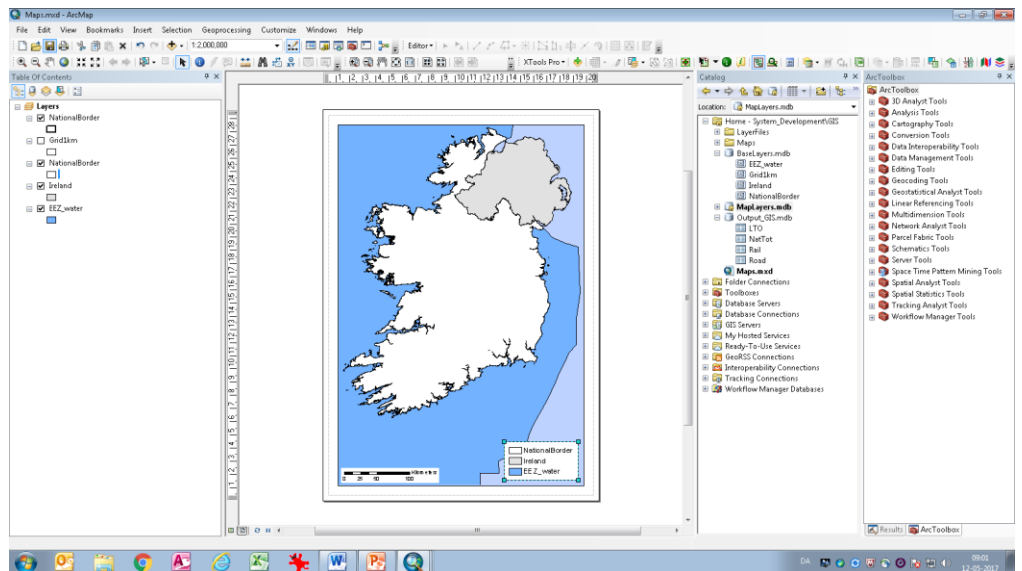 Maps.mxd - ArcMap
File Edit View Bookmarks Insert Selection Geoprocessing Customize Windows Help
1:2,000,000
Editor
XTools Pro
Table Of Contents
Layers
NationalBorder
Grid1km
NationalBorder
Ireland
EEZ_water
NationalBorder
Ireland
EEZ_water
Kilometers
0 25 50 100
Catalog
Location: MapLayers.mdb
Home - System_Development\GIS
LayerFiles
Maps
BaseLayers.mdb
EEZ_water
Grid1km
Ireland
NationalBorder
MapLayers.mdb
Output_GIS.mdb
LTO
NatTot
Rail
Road
Maps.mxd
Folder Connections
Toolboxes
Database Servers
Database Connections
GIS Servers
My Hosted Services
Ready-To-Use Services
GeoRSS Connections
Interoperability Connections
Tracking Connections
Workflow Manager Databases
ArcToolbox
ArcToolbox
3D Analyst Tools
Analysis Tools
Cartography Tools
Conversion Tools
Data Interoperability Tools
Data Management Tools
Editing Tools
Geocoding Tools
Geostatistical Analyst Tools
Linear Referencing Tools
Multidimension Tools
Network Analyst Tools
Parcel Fabric Tools
Schematics Tools
Server Tools
Space Time Pattern Mining Tools
Spatial Analyst Tools
Spatial Statistics Tools
Tracking Analyst Tools
Workflow Manager Tools
Results ArcToolbox
DA
09:01
12-05-2017